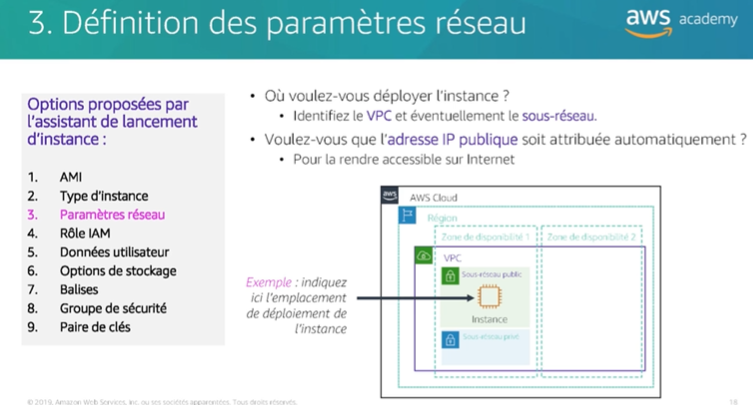 3. Définition des paramètres réseau
aws academy
Options proposées par
l'assistant de lancement
d'instance :
1. AMI
2. Type d'instance
3. Paramètres réseau
4. Rôle IAM
5. Données utilisateur
6. Options de stockage
7. Balises
8. Groupe de sécurité
9. Paire de clés
• Où voulez-vous déployer l'instance ?
• Identifiez le VPC et éventuellement le sous-réseau.
• Voulez-vous que l'adresse IP publique soit attribuée automatiquement ?
• Pour la rendre accessible sur Internet
aws
AWS Cloud
Région
Zone de disponibilité 1
Zone de disponibilité 2
VPC
Sous-réseau public
Instance
Sous-réseau privé
Exemple : indiquez
ici l'emplacement
de déploiement de
l'instance
© 2019, Amazon Web Services, Inc. ou ses sociétés apparentées. Tous droits réservés.
18